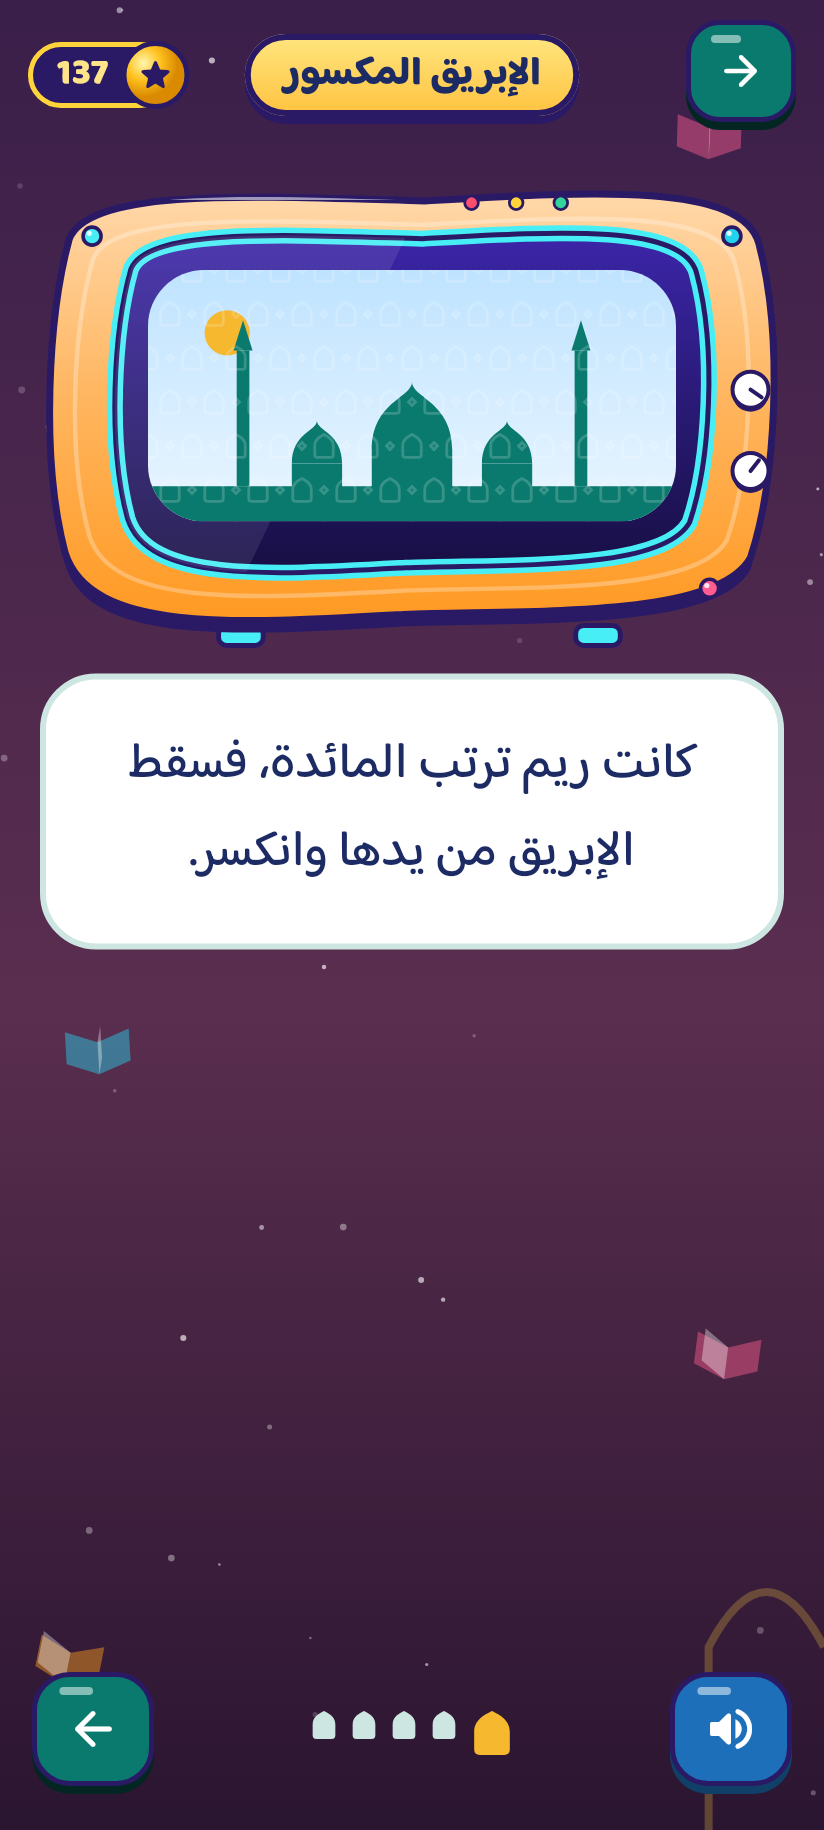 137
الإبريق المكسور
كانت ريم ترتب المائدة، فسقط
الإبريق من يدها وانكسر.